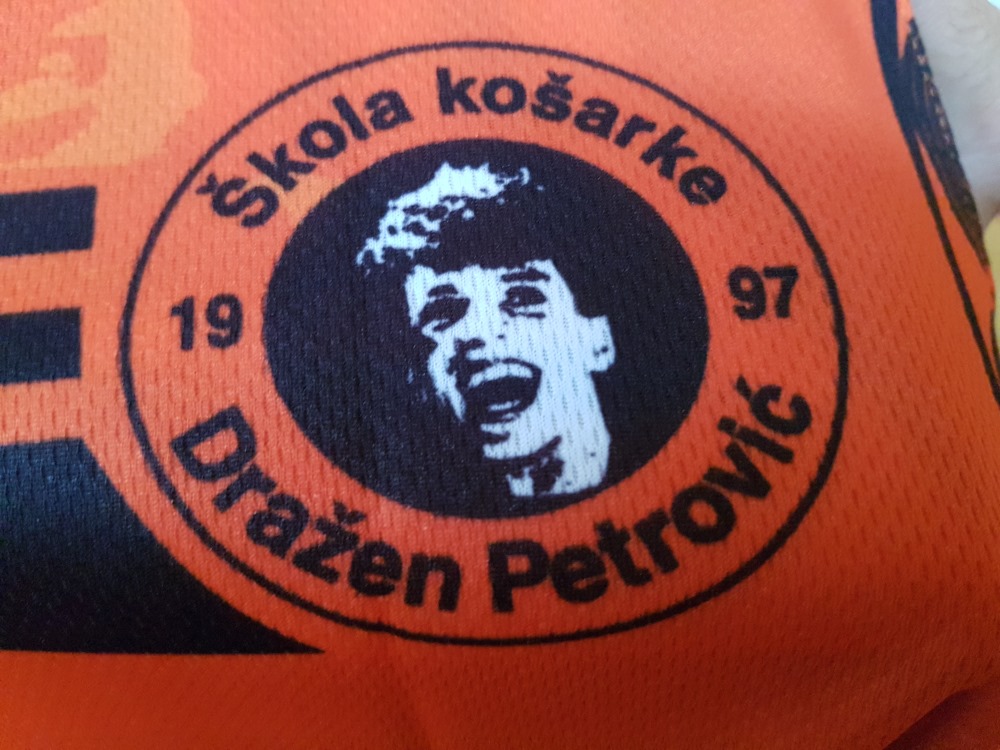 Škola košarke
19 97
Dražen Petrović